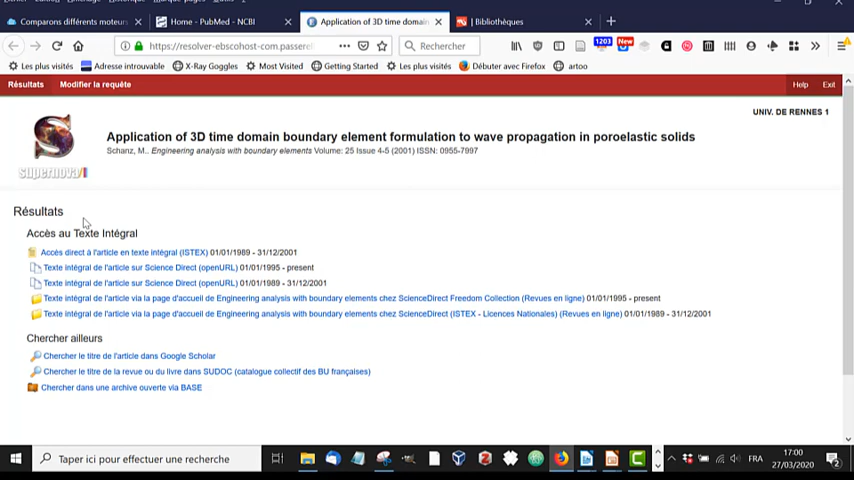 Comparons différents moteurs
Home - PubMed - NCBI
Application of 3D time domain
| Bibliothèques
https://resolver-ebscohost-com.passerel
Rechercher
1203
New
Les plus visités
Adresse introuvable
X-Ray Goggles
Most Visited
Getting Started
Les plus visités
Débuter avec Firefox
artoo
Résultats
Modifier la requête
Help
Exit
UNIV. DE RENNES 1
supernova
Application of 3D time domain boundary element formulation to wave propagation in poroelastic solids
Schanz, M.. Engineering analysis with boundary elements Volume: 25 Issue 4-5 (2001) ISSN: 0955-7997
Résultats
Accès au Texte Intégral
Accès direct à l'article en texte intégral (ISTEX) 01/01/1989 - 31/12/2001
Texte intégral de l'article sur Science Direct (openURL) 01/01/1995 - present
Texte intégral de l'article sur Science Direct (openURL) 01/01/1989 - 31/12/2001
Texte intégral de l'article via la page d'accueil de Engineering analysis with boundary elements chez ScienceDirect Freedom Collection (Revues en ligne) 01/01/1995 - present
Texte intégral de l'article via la page d'accueil de Engineering analysis with boundary elements chez ScienceDirect (ISTEX - Licences Nationales) (Revues en ligne) 01/01/1989 - 31/12/2001
Chercher ailleurs
Chercher le titre de l'article dans Google Scholar
Chercher le titre de la revue ou du livre dans SUDOC (catalogue collectif des BU françaises)
Chercher dans une archive ouverte via BASE
Taper ici pour effectuer une recherche
FRA
17:00
27/03/2020
2